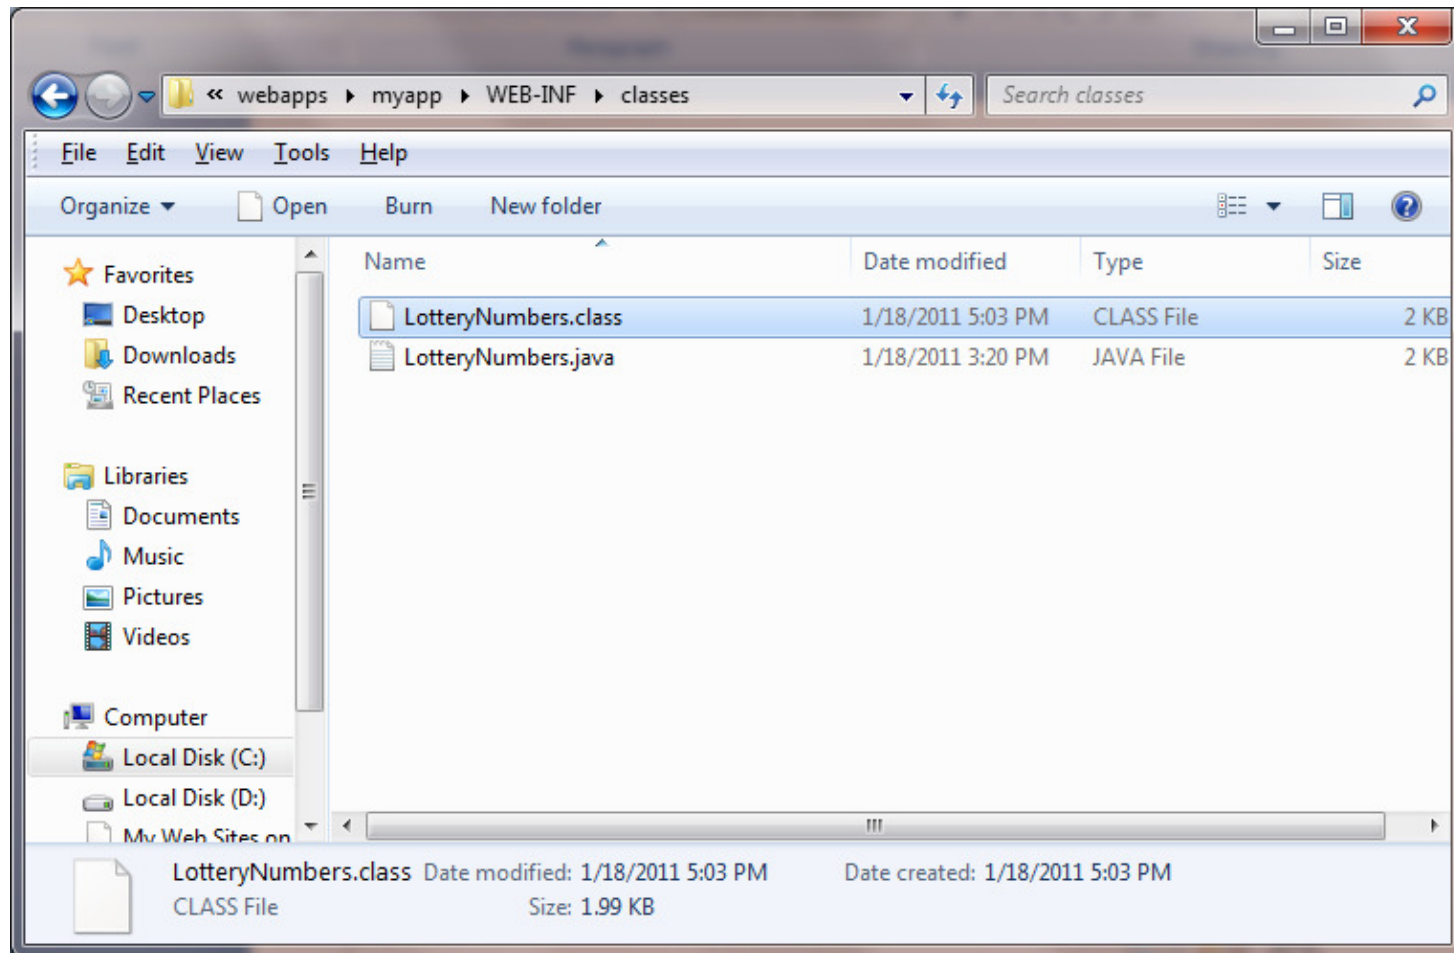 « webapps ▸ myapp ▸ WEB-INF ▸ classes Search classes
File Edit View Tools Help
Organize Open Burn New folder
Name Date modified Type Size
LotteryNumbers.class 1/18/2011 5:03 PM CLASS File 2 KB
LotteryNumbers.java 1/18/2011 3:20 PM JAVA File 2 KB
Favorites
Desktop
Downloads
Recent Places
Libraries
Documents
Music
Pictures
Videos
Computer
Local Disk (C:)
Local Disk (D:)
My Web Sites on
LotteryNumbers.class Date modified: 1/18/2011 5:03 PM Date created: 1/18/2011 5:03 PM
CLASS File Size: 1.99 KB